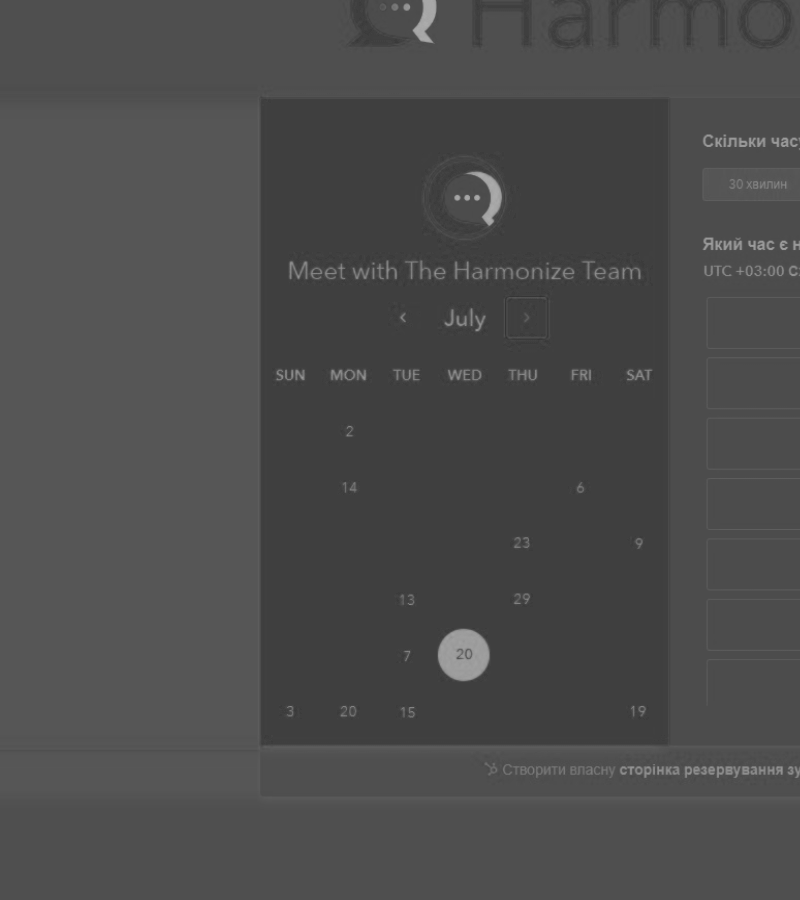 Harmo
Meet with The Harmonize Team
July
SUN MON TUE WED THU FRI SAT
2
14 6
23 9
13 29
7 20
3 20 15 19
Скільки час
30 хвилин
Який час є н
UTC +03:00 С
Створити власну сторінка резервування зу